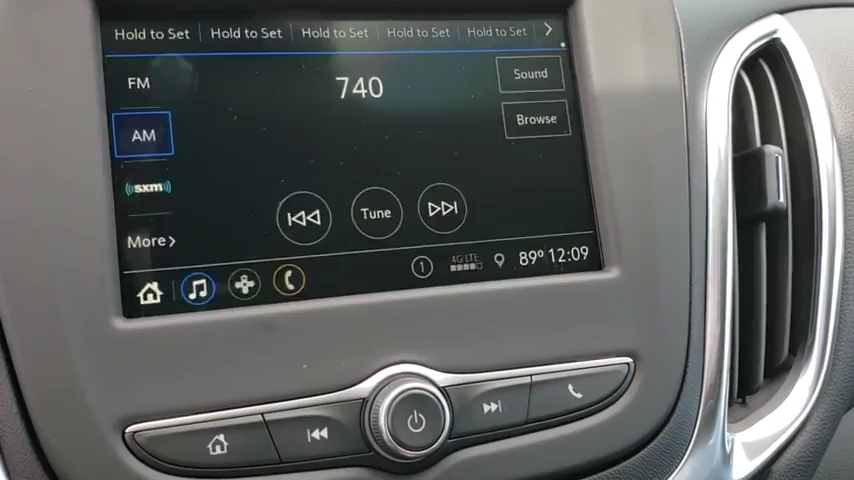 Hold to Set Hold to Set Hold to Set Hold to Set Hold to Set
FM
740
Sound
AM
Browse
sxm
Tune
More
1 4G LTE 89° 12:09